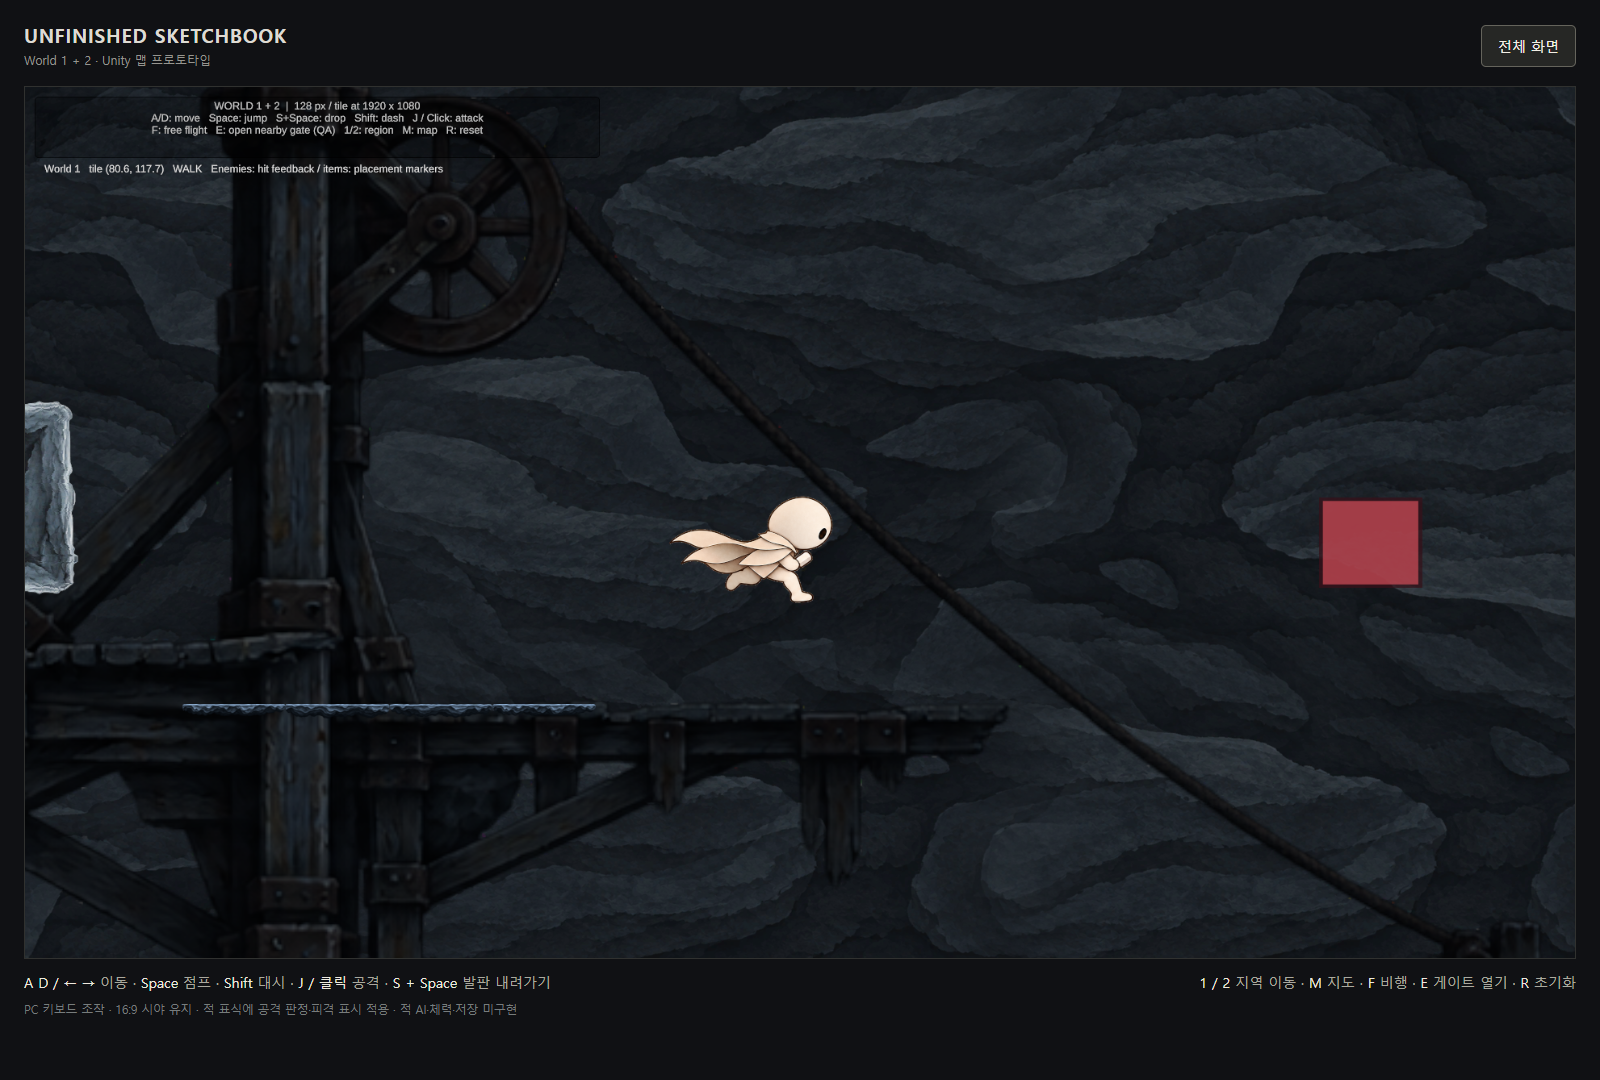 UNFINISHED SKETCHBOOK
World 1 + 2 · Unity 맵 프로토타입
전체 화면
WORLD 1 + 2 | 128 px / tile at 1920 x 1080
A/D: move Space: jump S+Space: drop Shift: dash J / Click: attack
F: free flight E: open nearby gate (QA) 1/2: region M: map R: reset
World 1 tile (80.6, 117.7) WALK Enemies: hit feedback / items: placement markers
A D / ← → 이동 · Space 점프 · Shift 대시 · J / 클릭 공격 · S + Space 발판 내려가기
1 / 2 지역 이동 · M 지도 · F 비행 · E 게이트 열기 · R 초기화
PC 키보드 조작 · 16:9 시야 유지 · 적 표식에 공격 판정·피격 표시 적용 · 적 AI·체력·저장 미구현